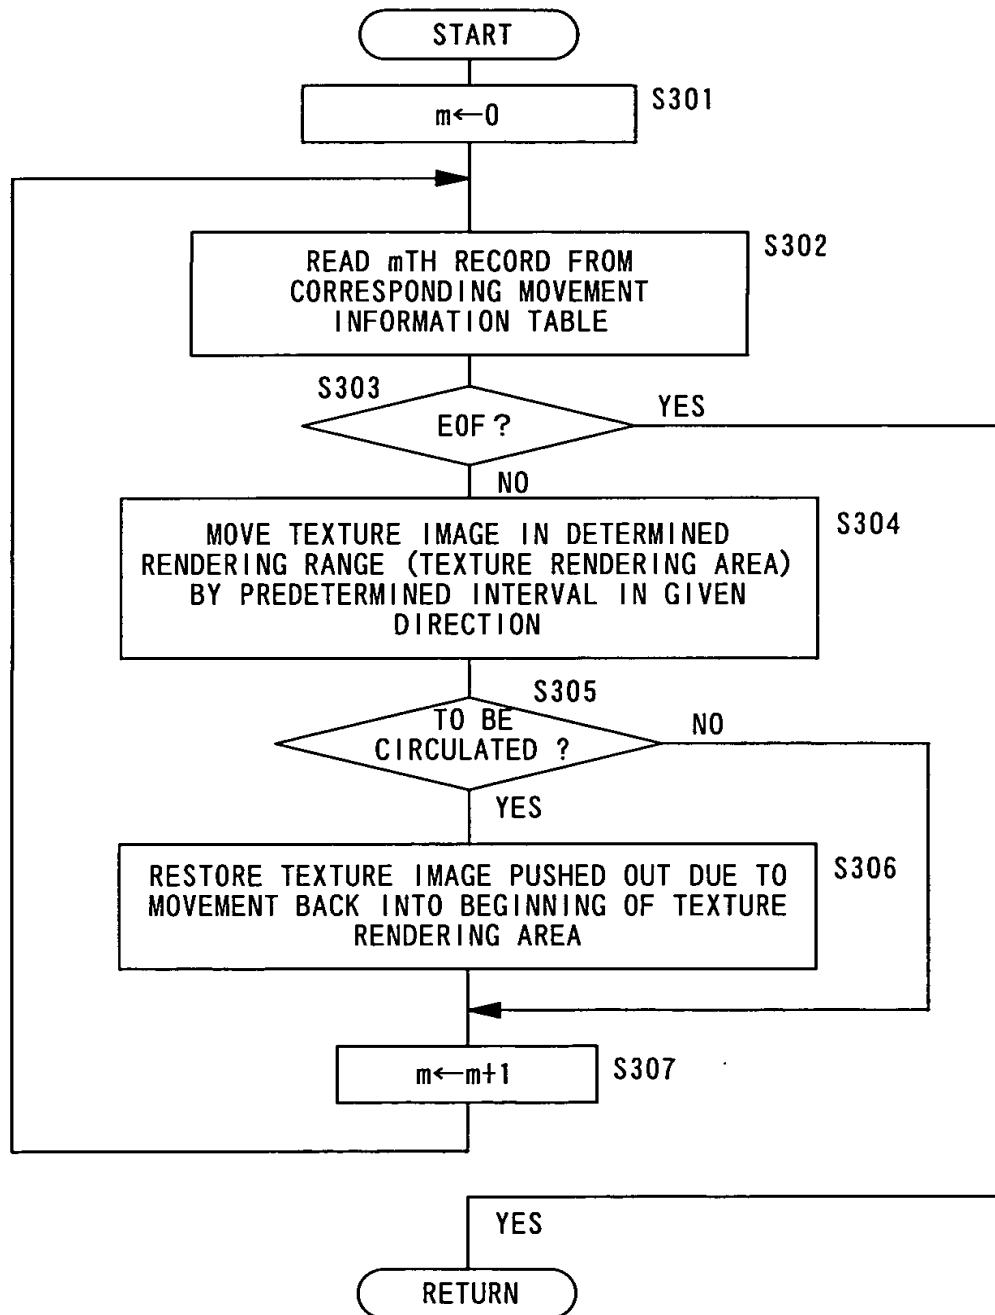 START
m←0
S301
READ mTH RECORD FROM
CORRESPONDING MOVEMENT
INFORMATION TABLE
S302
S303
EOF?
YES
NO
MOVE TEXTURE IMAGE IN DETERMINED
RENDERING RANGE (TEXTURE RENDERING AREA)
BY PREDETERMINED INTERVAL IN GIVEN
DIRECTION
S304
S305
TO BE
CIRCULATED ?
NO
YES
RESTORE TEXTURE IMAGE PUSHED OUT DUE TO
MOVEMENT BACK INTO BEGINNING OF TEXTURE
RENDERING AREA
S306
m←m+1
S307
YES
RETURN